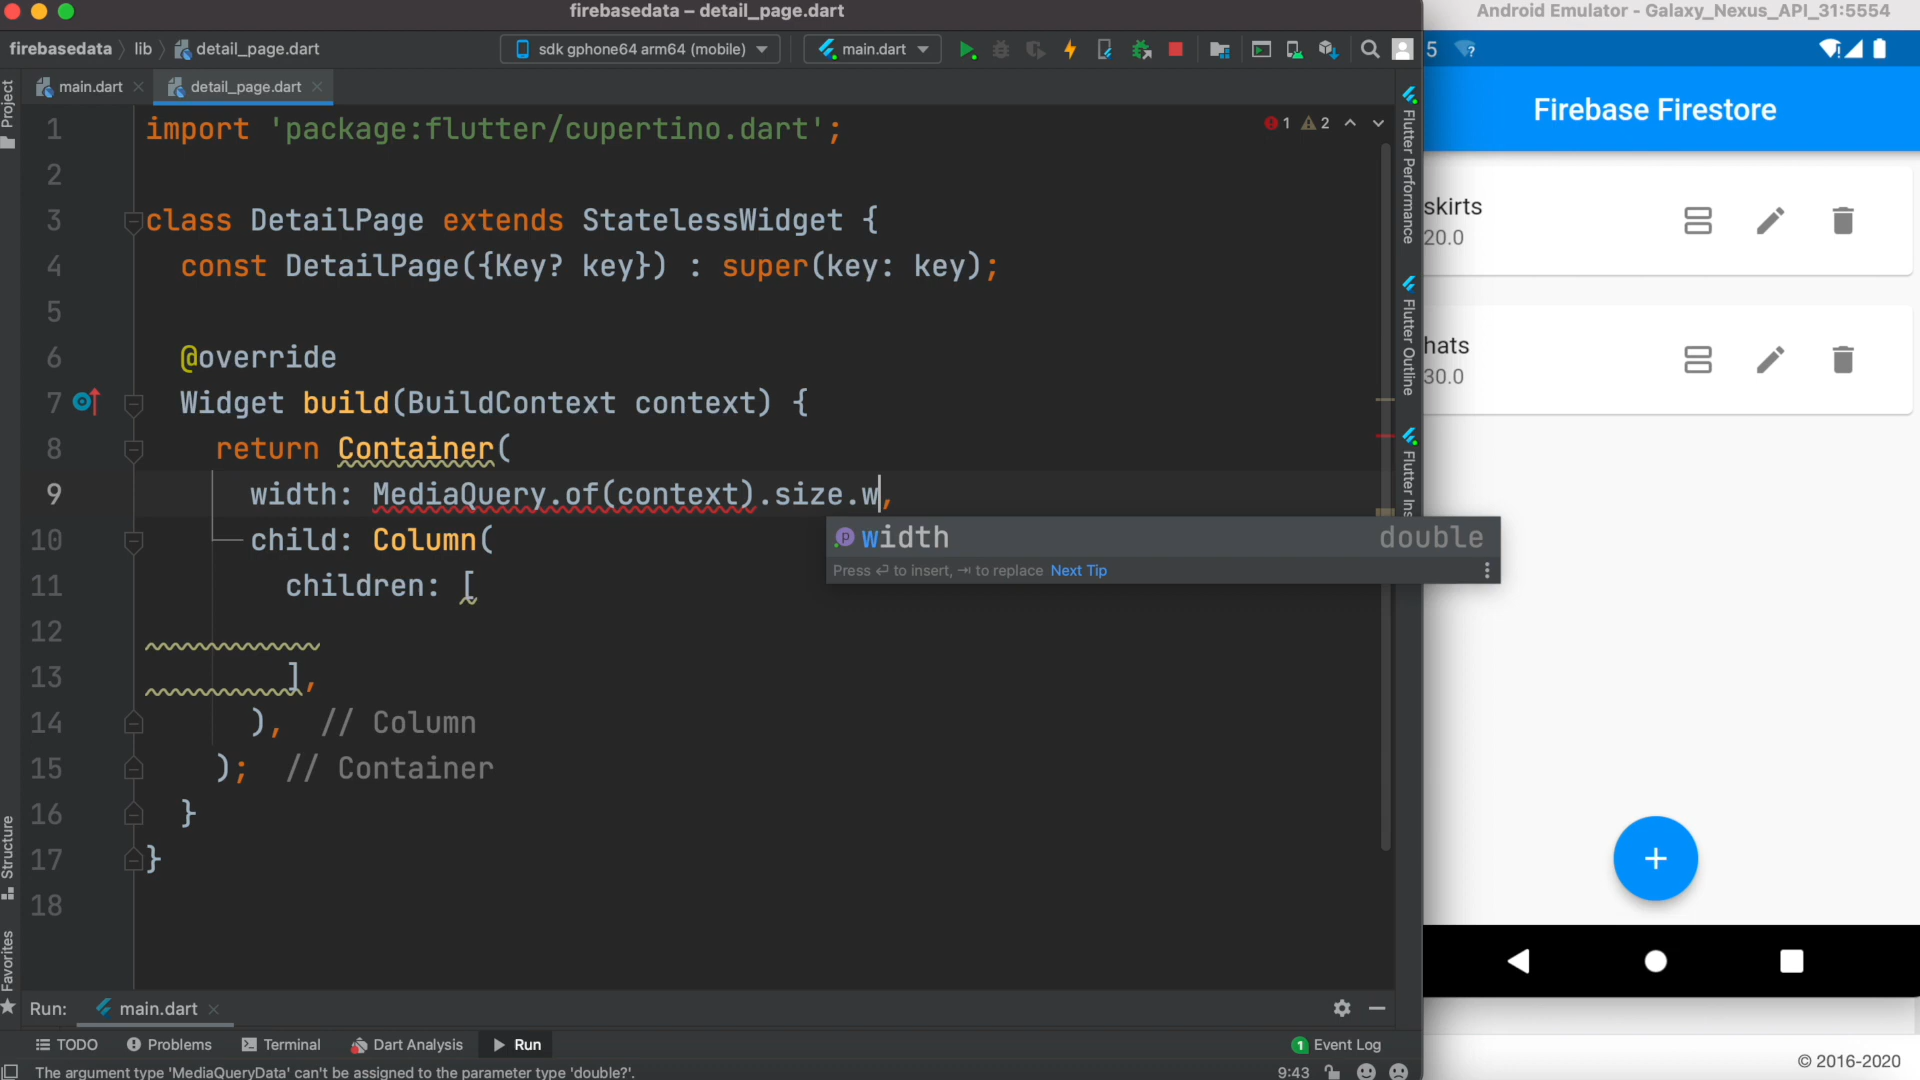 firebasedata – detail_page.dart
Android Emulator - Galaxy_Nexus_API_31:5554
firebasedata
lib
detail_page.dart
sdk gphone64 arm64 (mobile)
main.dart
5
?
main.dart
detail_page.dart
Firebase Firestore
Project
Structure
Favorites
Flutter Performance
Flutter Outline
Flutter Ins
1 import 'package:flutter/cupertino.dart';
1
2
2
3 class DetailPage extends StatelessWidget {
4 const DetailPage({Key? key}) : super(key: key);
5
6 @override
7 Widget build(BuildContext context) {
8 return Container(
9 width: MediaQuery.of(context).size.w,
10 child: Column(
11 children: [
12
13 ],
14 ), // Column
15 ); // Container
16 }
17 }
18
p width double
Press ⏎ to insert, ⇥ to replace Next Tip
skirts
20.0
hats
30.0
+
Run:
main.dart
TODO
Problems
Terminal
Dart Analysis
Run
1 Event Log
The argument type 'MediaQueryData' can't be assigned to the parameter type 'double?'.
9:43
© 2016-2020